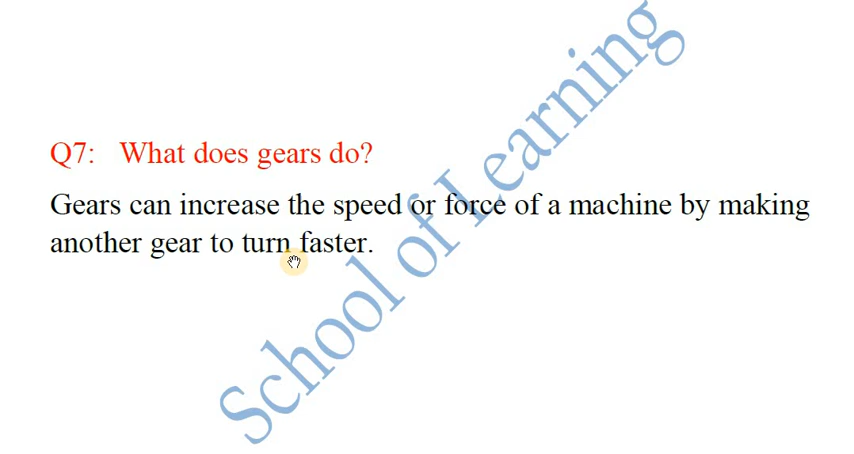 Q7: What does gears do?
Gears can increase the speed or force of a machine by making
another gear to turn faster.
School of Learning